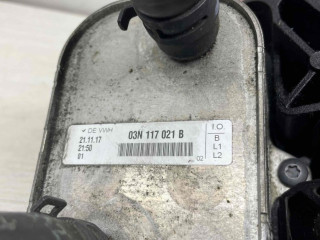 DE VWH
03N 117 021 B
I.O.
21.11.17
B
21:50
L1
01
02
L2